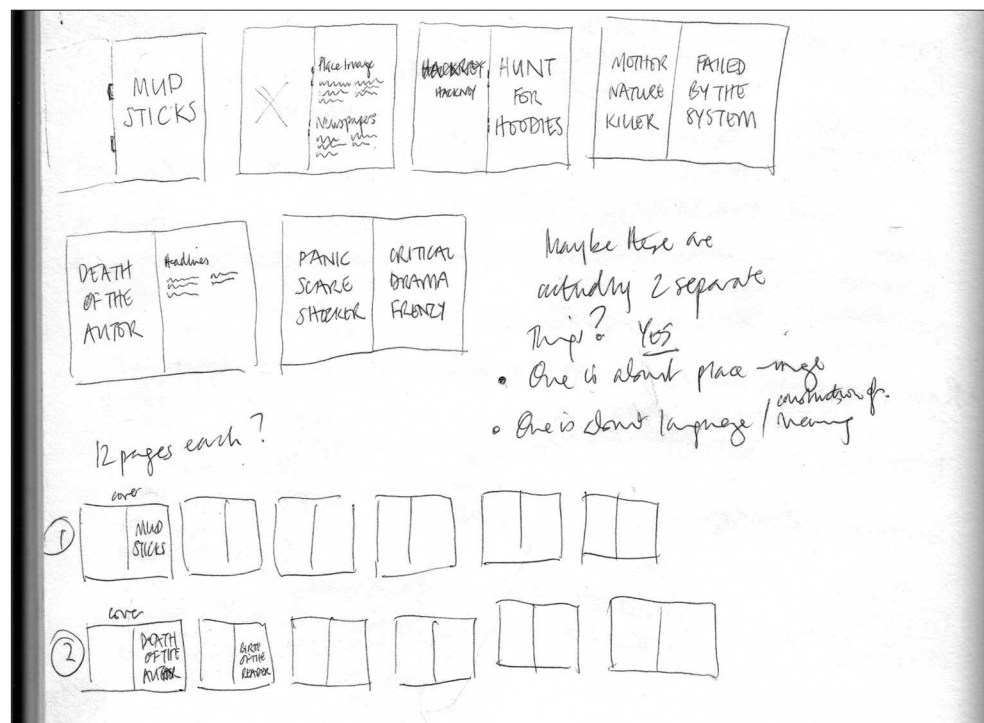 MUD
STICKS
Place Image
Newspapers
HACKNEY
HACKNEY
HUNT
FOR
HOODIES
MOTHER
NATURE
KILLER
FAILED
BY THE
SYSTEM
DEATH
OF THE
AUTOR
Headlines
PANIC
SCARE
SHOCKER
CRITICAL
DRAMA
FRENZY
Maybe these are
actually 2 separate
things? YES
• One is about place-image
• One is about language / construction of
meaning
12 pages each?
cover
1
MUD
STICKS
cover
2
DEATH
OF THE
AUTHOR
BIRTH
OF THE
READER